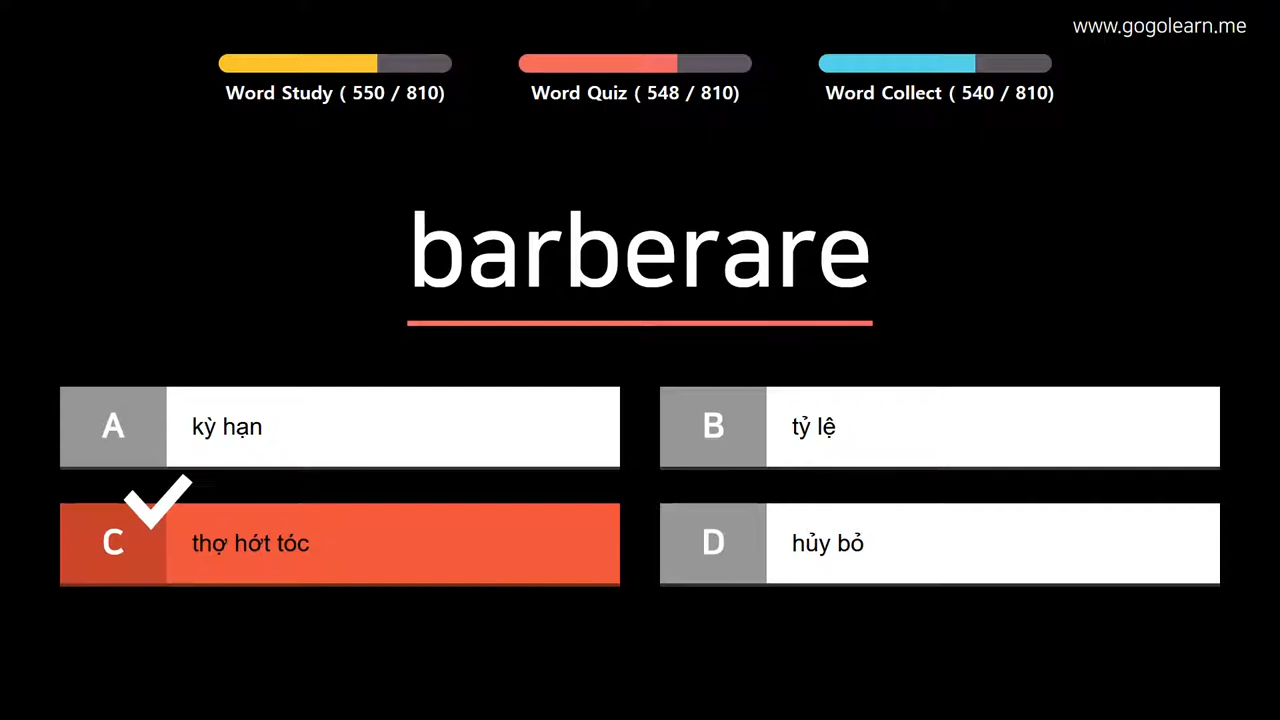 www.gogolearn.me
Word Study ( 550 / 810)
Word Quiz ( 548 / 810)
Word Collect ( 540 / 810)
barberare
A kỳ hạn
B tỷ lệ
C thợ hớt tóc
D hủy bỏ